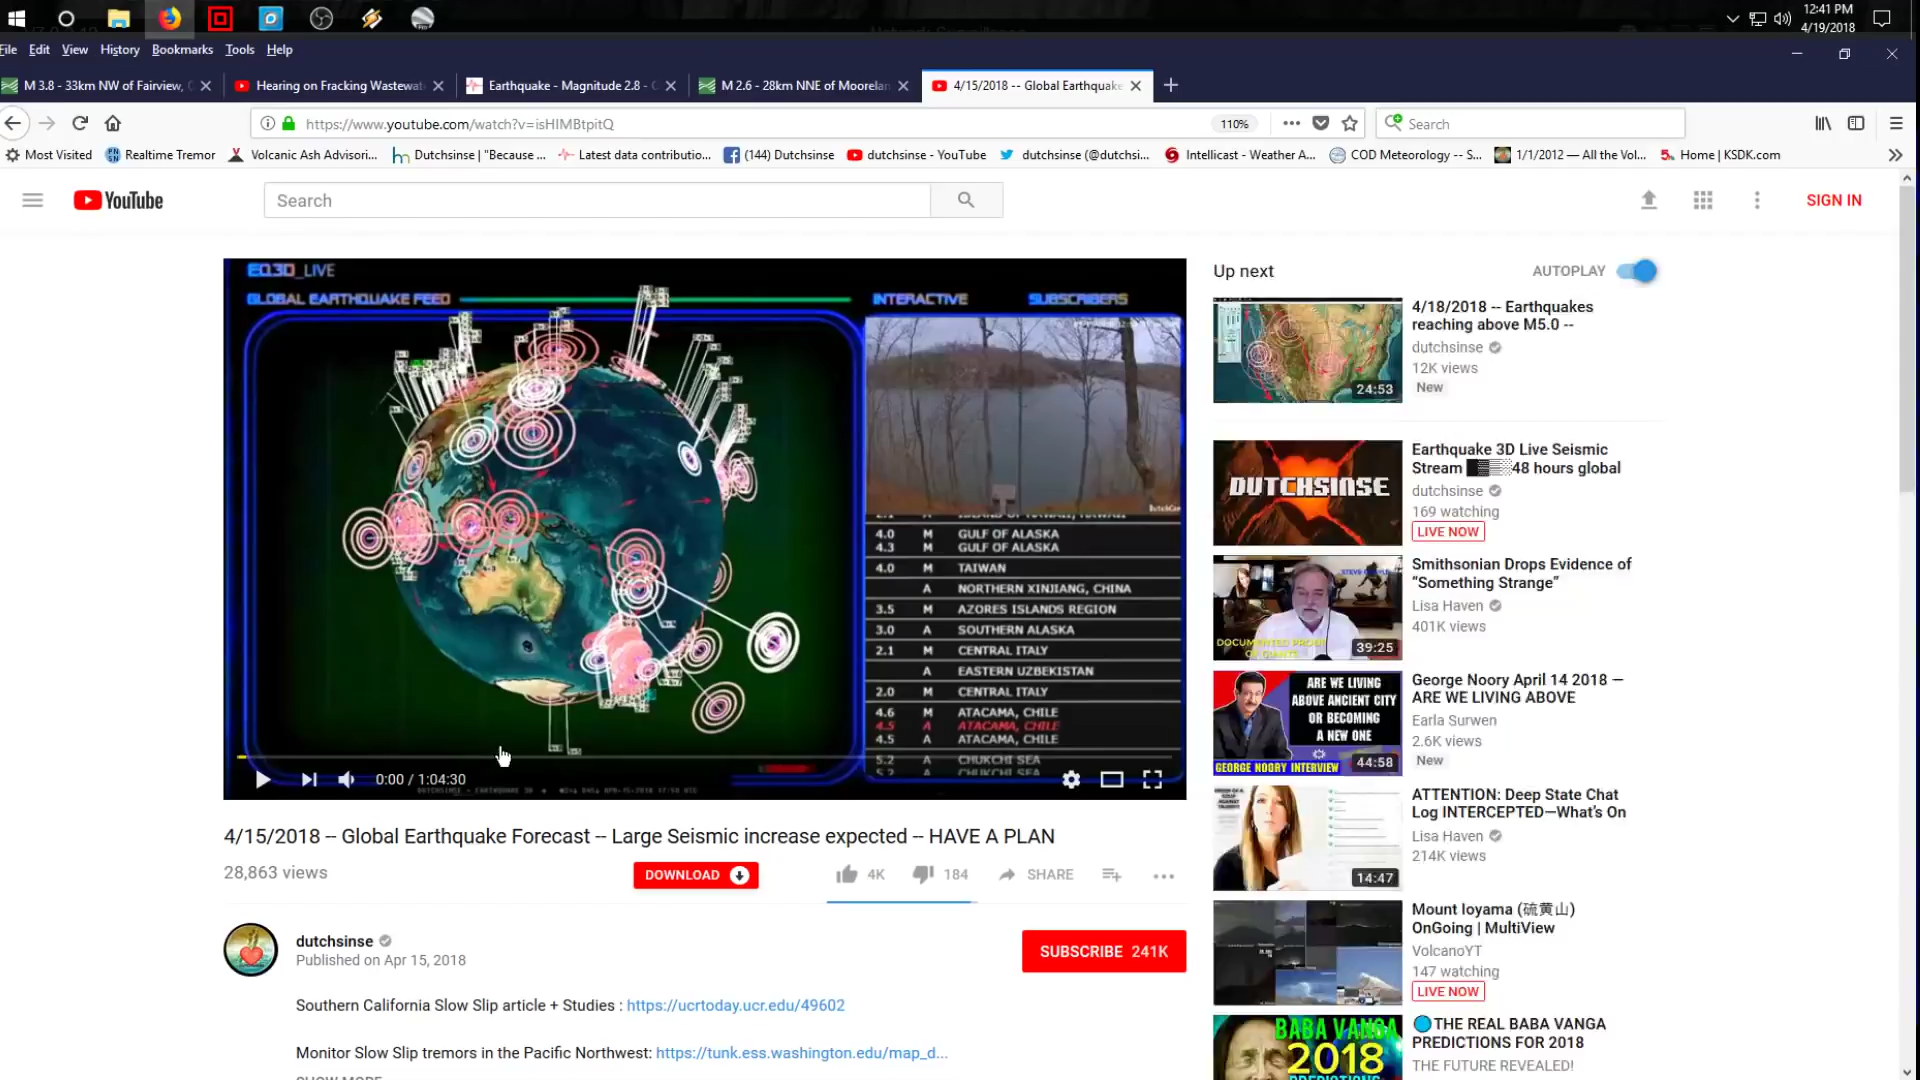 12:41 PM
4/19/2018
File Edit View History Bookmarks Tools Help
M 3.8 - 33km NW of Fairview,
Hearing on Fracking Wastewat
Earthquake - Magnitude 2.8 -
M 2.6 - 28km NNE of Moorelan
4/15/2018 -- Global Earthquake
https://www.youtube.com/watch?v=isHIMBtpitQ
110%
Search
Most Visited
Realtime Tremor
Volcanic Ash Advisori...
Dutchsinse | "Because ...
Latest data contributio...
(144) Dutchsinse
dutchsinse - YouTube
dutchsinse (@dutchsi...
Intellicast - Weather A...
COD Meteorology -- S...
1/1/2012 — All the Vol...
Home | KSDK.com
YouTube
Search
SIGN IN
EQ3D_LIVE
GLOBAL EARTHQUAKE FEED
INTERACTIVE
SUBSCRIBERS
4.0 M GULF OF ALASKA
4.3 M GULF OF ALASKA
4.0 M TAIWAN
A NORTHERN XINJIANG, CHINA
3.5 M AZORES ISLANDS REGION
3.0 A SOUTHERN ALASKA
2.1 M CENTRAL ITALY
A EASTERN UZBEKISTAN
2.0 M CENTRAL ITALY
4.6 M ATACAMA, CHILE
4.5 A ATACAMA, CHILE
4.5 A ATACAMA, CHILE
5.2 A CHUKCHI SEA
5.2 A CHUKCHI SEA
0:00 / 1:04:30
4/15/2018 -- Global Earthquake Forecast -- Large Seismic increase expected -- HAVE A PLAN
28,863 views
DOWNLOAD
4K
184
SHARE
dutchsinse
Published on Apr 15, 2018
SUBSCRIBE 241K
Southern California Slow Slip article + Studies : https://ucrtoday.ucr.edu/49602
Monitor Slow Slip tremors in the Pacific Northwest: https://tunk.ess.washington.edu/map_d...
SHOW MORE
Up next
AUTOPLAY
24:53
4/18/2018 -- Earthquakes
reaching above M5.0 --
dutchsinse
12K views
New
DUTCHSINSE
Earthquake 3D Live Seismic
Stream █▓▒░48 hours global
dutchsinse
169 watching
LIVE NOW
DOCUMENTED PROOF
OF GIANTS
39:25
Smithsonian Drops Evidence of
“Something Strange”
Lisa Haven
401K views
ARE WE LIVING
ABOVE ANCIENT CITY
OR BECOMING
A NEW ONE
GEORGE NOORY INTERVIEW
44:58
George Noory April 14 2018 —
ARE WE LIVING ABOVE
Earla Surwen
2.6K views
New
14:47
ATTENTION: Deep State Chat
Log INTERCEPTED—What's On
Lisa Haven
214K views
Mount Ioyama (硫黄山)
OnGoing | MultiView
VolcanoYT
147 watching
LIVE NOW
BABA VANGA
2018
PREDICTIONS
🔵THE REAL BABA VANGA
PREDICTIONS FOR 2018
THE FUTURE REVEALED!